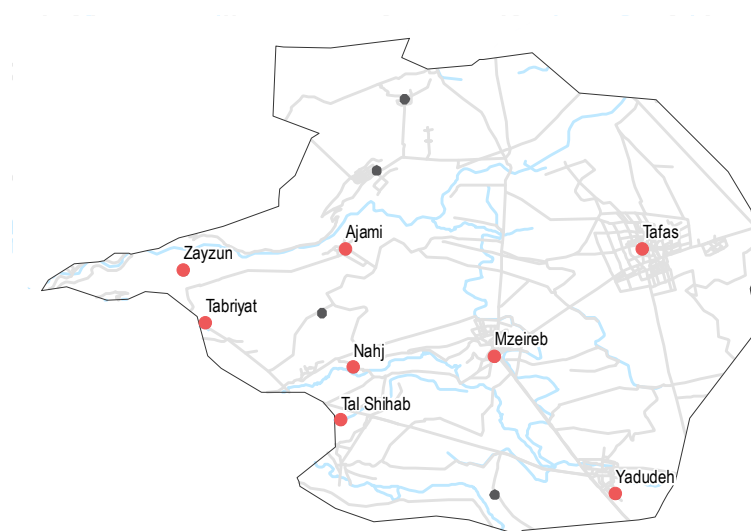 Ajami
Tafas
Zayzun
Tabriyat
Mzeireb
Nahj
Tal Shihab
Yadudeh